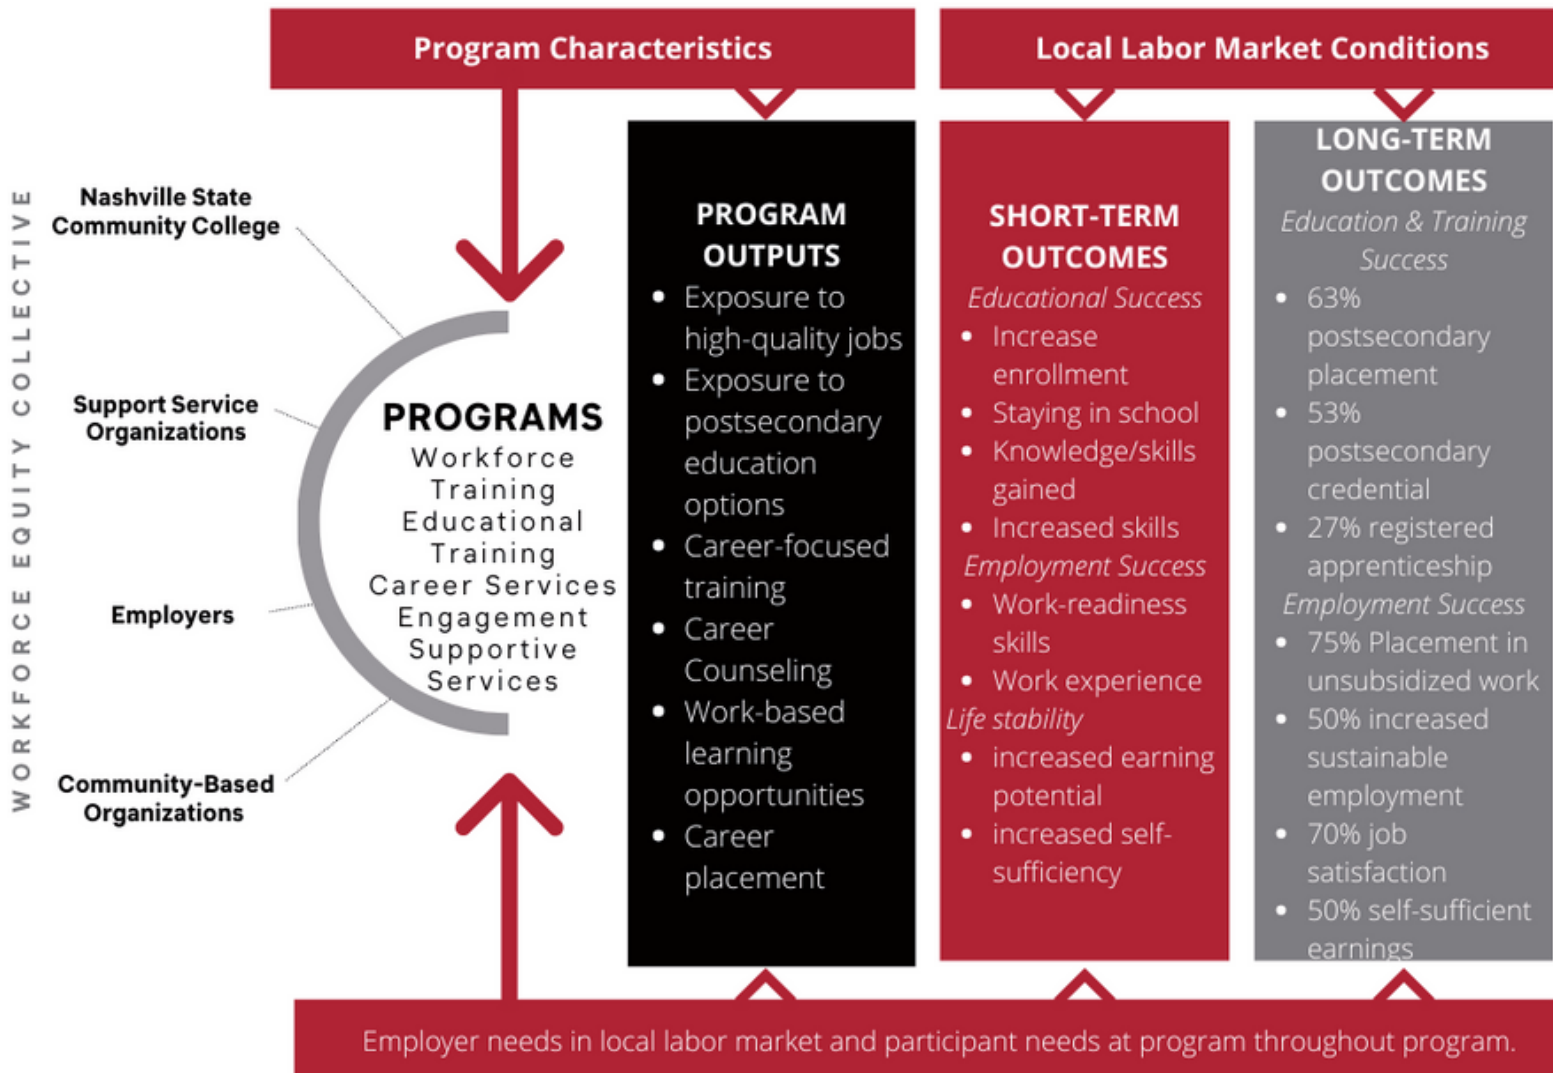 Program Characteristics
Local Labor Market Conditions
WORKFORCE EQUITY COLLECTIVE
Nashville State
Community College
Support Service
Organizations
Employers
Community-Based
Organizations
PROGRAMS
Workforce
Training
Educational
Training
Career Services
Engagement
Supportive
Services
PROGRAM
OUTPUTS
• Exposure to
high-quality jobs
• Exposure to
postsecondary
education
options
• Career-focused
training
• Career
Counseling
• Work-based
learning
opportunities
• Career
placement
SHORT-TERM
OUTCOMES
Educational Success
• Increase
enrollment
• Staying in school
• Knowledge/skills
gained
• Increased skills
Employment Success
• Work-readiness
skills
• Work experience
Life stability
• increased earning
potential
• increased self-
sufficiency
LONG-TERM
OUTCOMES
Education & Training
Success
• 63%
postsecondary
placement
• 53%
postsecondary
credential
• 27% registered
apprenticeship
Employment Success
• 75% Placement in
unsubsidized work
• 50% increased
sustainable
employment
• 70% job
satisfaction
• 50% self-sufficient
earnings
Employer needs in local labor market and participant needs at program throughout program.